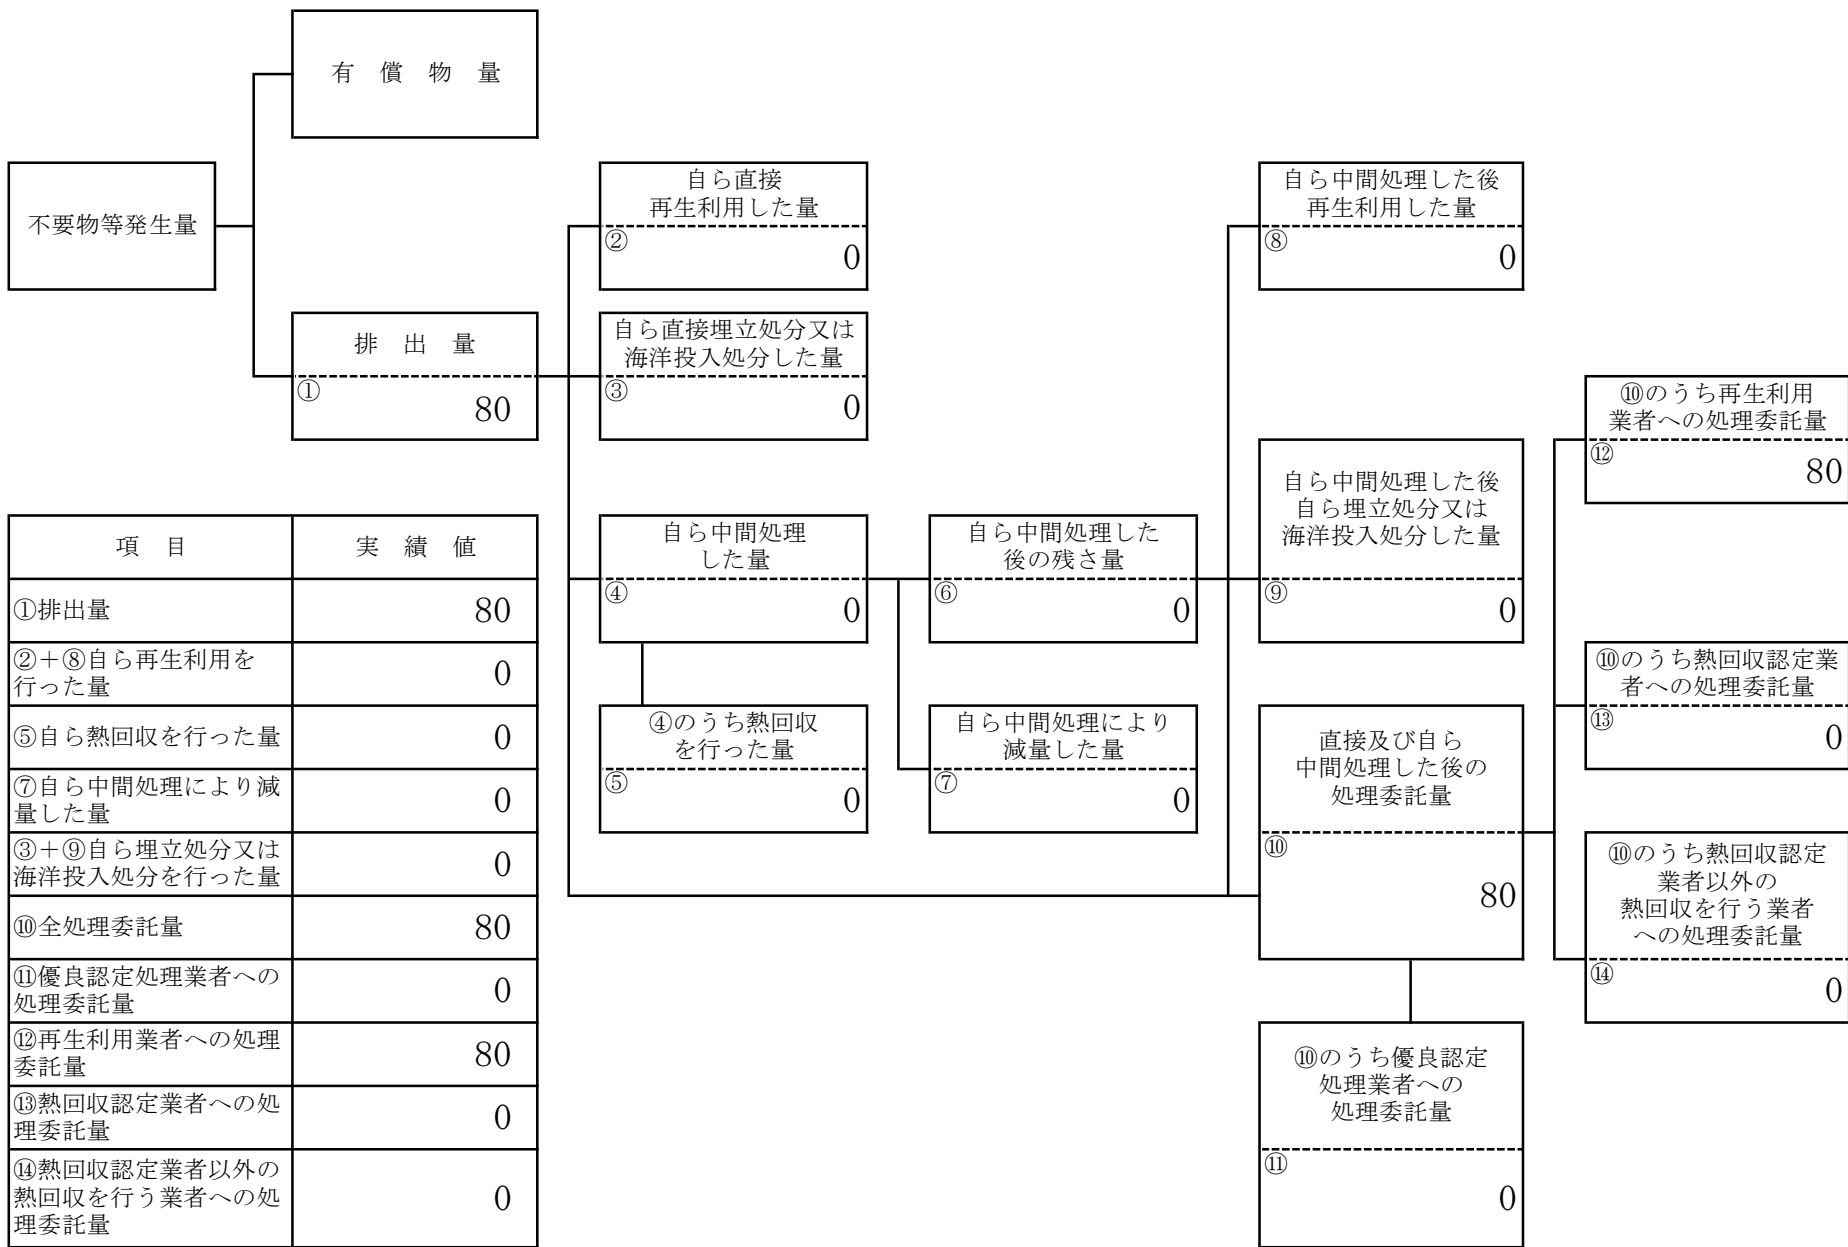 有 償 物 量
不要物等発生量
排 出 量
①
80
自ら直接
再生利用した量
②
0
自ら直接埋立処分又は
海洋投入処分した量
③
0
自ら中間処理
した量
④
0
④のうち熱回収
を行った量
⑤
0
自ら中間処理した
後の残さ量
⑥
0
自ら中間処理により
減量した量
⑦
0
自ら中間処理した後
再生利用した量
⑧
0
自ら中間処理した後
自ら埋立処分又は
海洋投入処分した量
⑨
0
直接及び自ら
中間処理した後の
処理委託量
⑩
80
⑩のうち優良認定
処理業者への
処理委託量
⑪
0
⑩のうち再生利用
業者への処理委託量
⑫
80
⑩のうち熱回収認定業
者への処理委託量
⑬
0
⑩のうち熱回収認定
業者以外の
熱回収を行う業者
への処理委託量
⑭
0
項 目 実 績 値
①排出量 80
②+⑧自ら再生利用を
行った量 0
⑤自ら熱回収を行った量 0
⑦自ら中間処理により減
量した量 0
③+⑨自ら埋立処分又は
海洋投入処分を行った量 0
⑩全処理委託量 80
⑪優良認定処理業者への
処理委託量 0
⑫再生利用業者への処理
委託量 80
⑬熱回収認定業者への処
理委託量 0
⑭熱回収認定業者以外の
熱回収を行う業者への処
理委託量 0